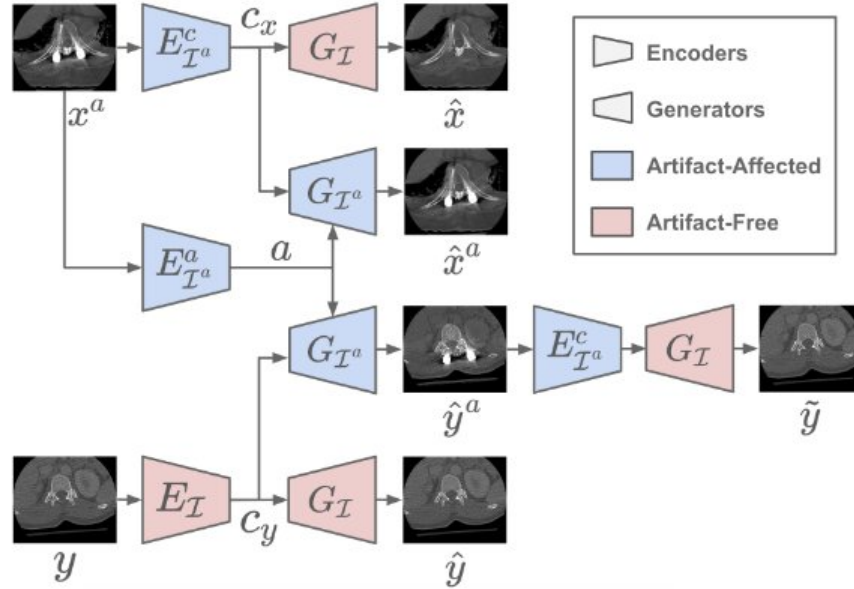 E^c_{I^a}
c_x
G_I
x^a
x̂
Encoders
Generators
Artifact-Affected
Artifact-Free
G_{I^a}
x̂^a
E^a_{I^a}
a
G_{I^a}
ŷ^a
E^c_{I^a}
G_I
ỹ
y
E_I
c_y
G_I
ŷ